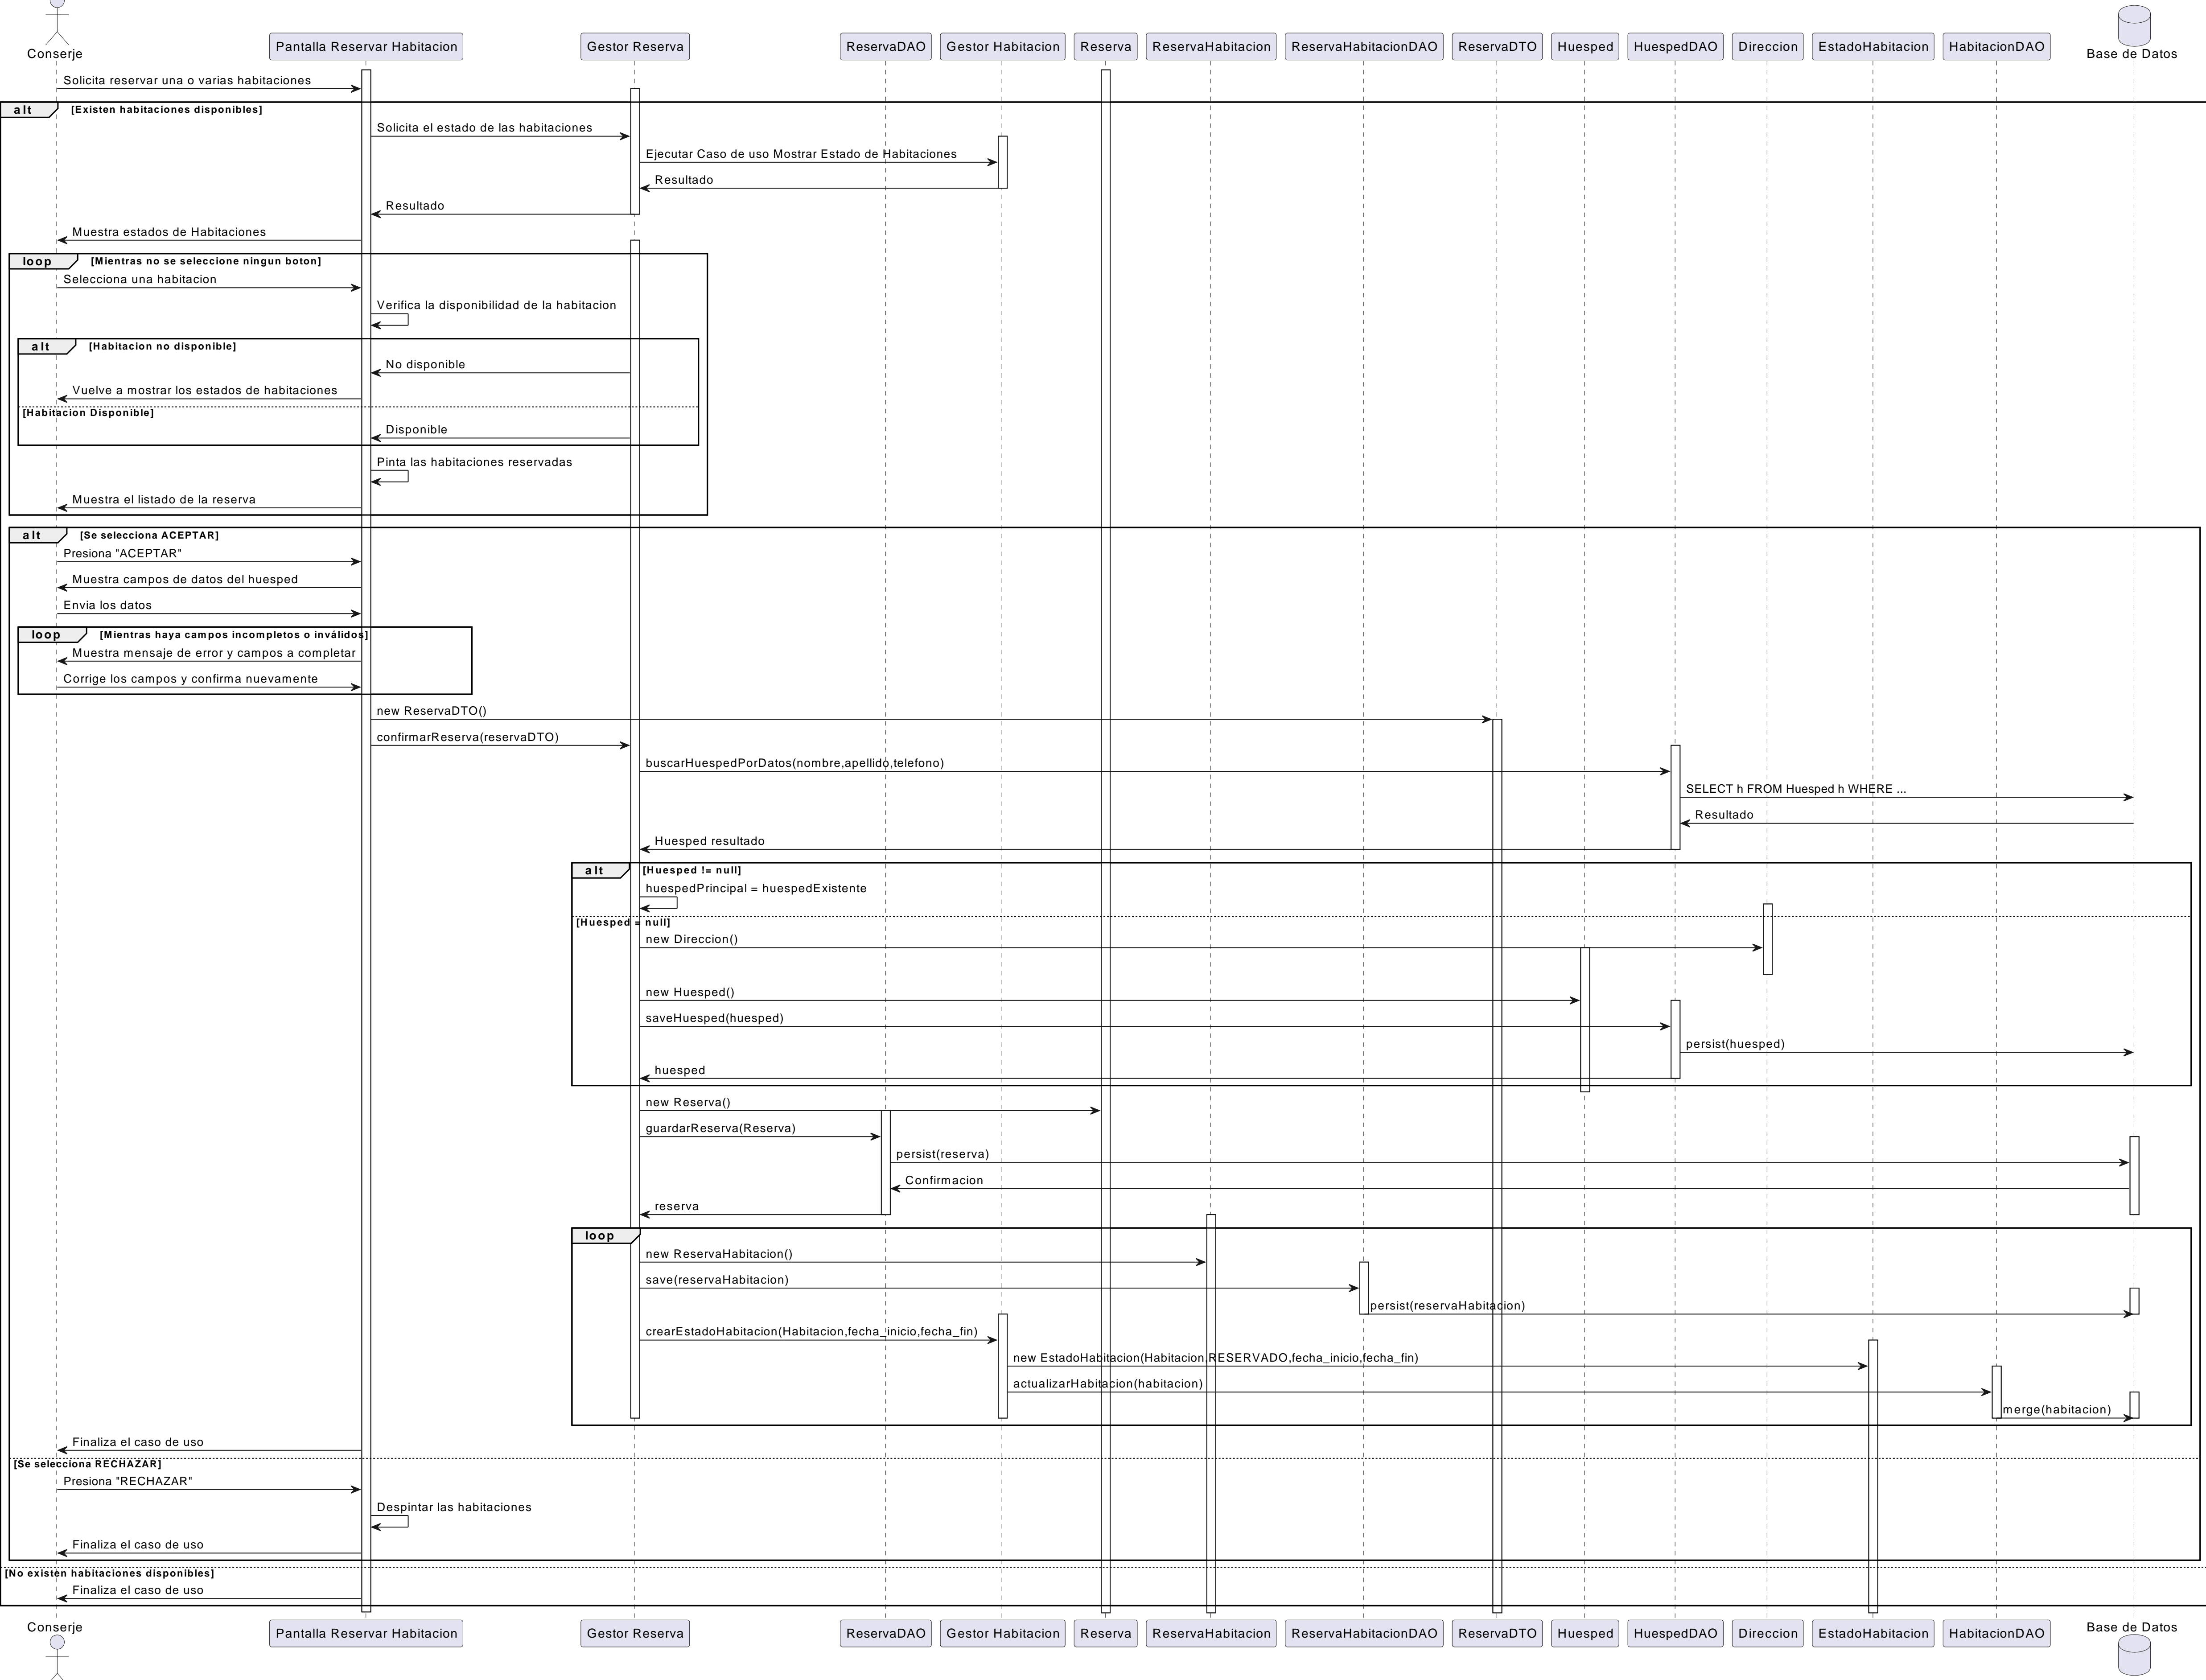 Conserje
Pantalla Reservar Habitacion
Gestor Reserva
ReservaDAO
Gestor Habitacion
Reserva
ReservaHabitacion
ReservaHabitacionDAO
ReservaDTO
Huesped
HuespedDAO
Direccion
EstadoHabitacion
HabitacionDAO
Base de Datos
Solicita reservar una o varias habitaciones
alt
[Existen habitaciones disponibles]
Solicita el estado de las habitaciones
Ejecutar Caso de uso Mostrar Estado de Habitaciones
Resultado
Resultado
Muestra estados de Habitaciones
loop
[Mientras no se seleccione ningun boton]
Selecciona una habitacion
Verifica la disponibilidad de la habitacion
alt
[Habitacion no disponible]
No disponible
Vuelve a mostrar los estados de habitaciones
[Habitacion Disponible]
Disponible
Pinta las habitaciones reservadas
Muestra el listado de la reserva
alt
[Se selecciona ACEPTAR]
Presiona "ACEPTAR"
Muestra campos de datos del huesped
Envia los datos
loop
[Mientras haya campos incompletos o inválidos]
Muestra mensaje de error y campos a completar
Corrige los campos y confirma nuevamente
new ReservaDTO()
confirmarReserva(reservaDTO)
buscarHuespedPorDatos(nombre,apellido,telefono)
SELECT h FROM Huesped h WHERE ...
Resultado
Huesped resultado
alt
[Huesped != null]
huespedPrincipal = huespedExistente
[Huesped = null]
new Direccion()
new Huesped()
saveHuesped(huesped)
persist(huesped)
huesped
new Reserva()
guardarReserva(Reserva)
persist(reserva)
Confirmacion
reserva
loop
new ReservaHabitacion()
save(reservaHabitacion)
persist(reservaHabitacion)
crearEstadoHabitacion(Habitacion,fecha_inicio,fecha_fin)
new EstadoHabitacion(Habitacion,RESERVADO,fecha_inicio,fecha_fin)
actualizarHabitacion(habitacion)
merge(habitacion)
Finaliza el caso de uso
[Se selecciona RECHAZAR]
Presiona "RECHAZAR"
Despintar las habitaciones
Finaliza el caso de uso
[No existen habitaciones disponibles]
Finaliza el caso de uso
Conserje
Pantalla Reservar Habitacion
Gestor Reserva
ReservaDAO
Gestor Habitacion
Reserva
ReservaHabitacion
ReservaHabitacionDAO
ReservaDTO
Huesped
HuespedDAO
Direccion
EstadoHabitacion
HabitacionDAO
Base de Datos